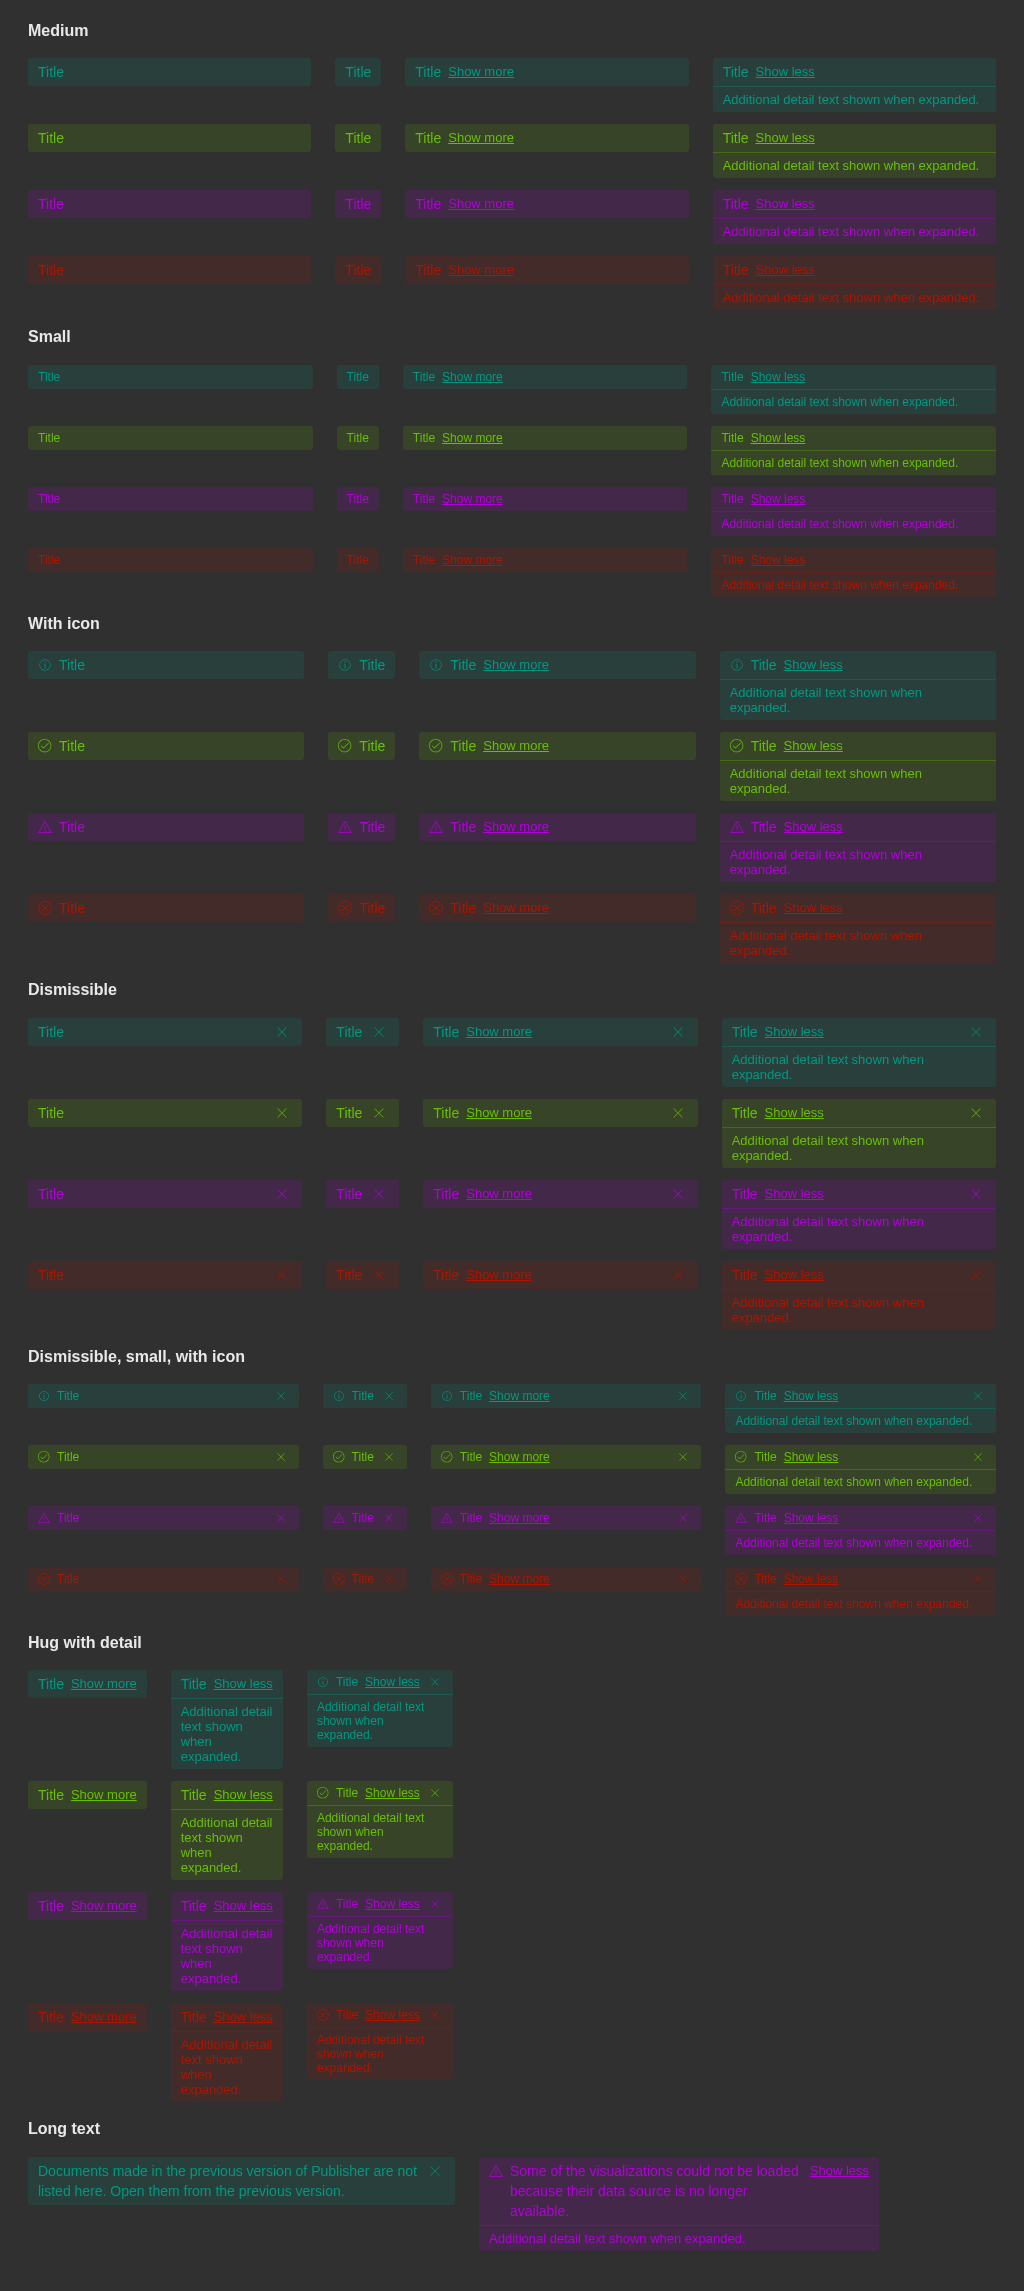 Medium
Title Title Title Show more Title Show less
Additional detail text shown when expanded.
Title Title Title Show more Title Show less
Additional detail text shown when expanded.
Title Title Title Show more Title Show less
Additional detail text shown when expanded.
Title Title Title Show more Title Show less
Additional detail text shown when expanded.
Small
Title Title Title Show more Title Show less
Additional detail text shown when expanded.
Title Title Title Show more Title Show less
Additional detail text shown when expanded.
Title Title Title Show more Title Show less
Additional detail text shown when expanded.
Title Title Title Show more Title Show less
Additional detail text shown when expanded.
With icon
Title Title Title Show more Title Show less
Additional detail text shown when
expanded.
Title Title Title Show more Title Show less
Additional detail text shown when
expanded.
Title Title Title Show more Title Show less
Additional detail text shown when
expanded.
Title Title Title Show more Title Show less
Additional detail text shown when
expanded.
Dismissible
Title Title Title Show more Title Show less
Additional detail text shown when
expanded.
Title Title Title Show more Title Show less
Additional detail text shown when
expanded.
Title Title Title Show more Title Show less
Additional detail text shown when
expanded.
Title Title Title Show more Title Show less
Additional detail text shown when
expanded.
Dismissible, small, with icon
Title Title Title Show more Title Show less
Additional detail text shown when expanded.
Title Title Title Show more Title Show less
Additional detail text shown when expanded.
Title Title Title Show more Title Show less
Additional detail text shown when expanded.
Title Title Title Show more Title Show less
Additional detail text shown when expanded.
Hug with detail
Title Show more
Title Show less
Additional detail
text shown
when
expanded.
Title Show less
Additional detail text
shown when
expanded.
Title Show more
Title Show less
Additional detail
text shown
when
expanded.
Title Show less
Additional detail text
shown when
expanded.
Title Show more
Title Show less
Additional detail
text shown
when
expanded.
Title Show less
Additional detail text
shown when
expanded.
Title Show more
Title Show less
Additional detail
text shown
when
expanded.
Title Show less
Additional detail text
shown when
expanded.
Long text
Documents made in the previous version of Publisher are not
listed here. Open them from the previous version.
Some of the visualizations could not be loaded Show less
because their data source is no longer
available.
Additional detail text shown when expanded.